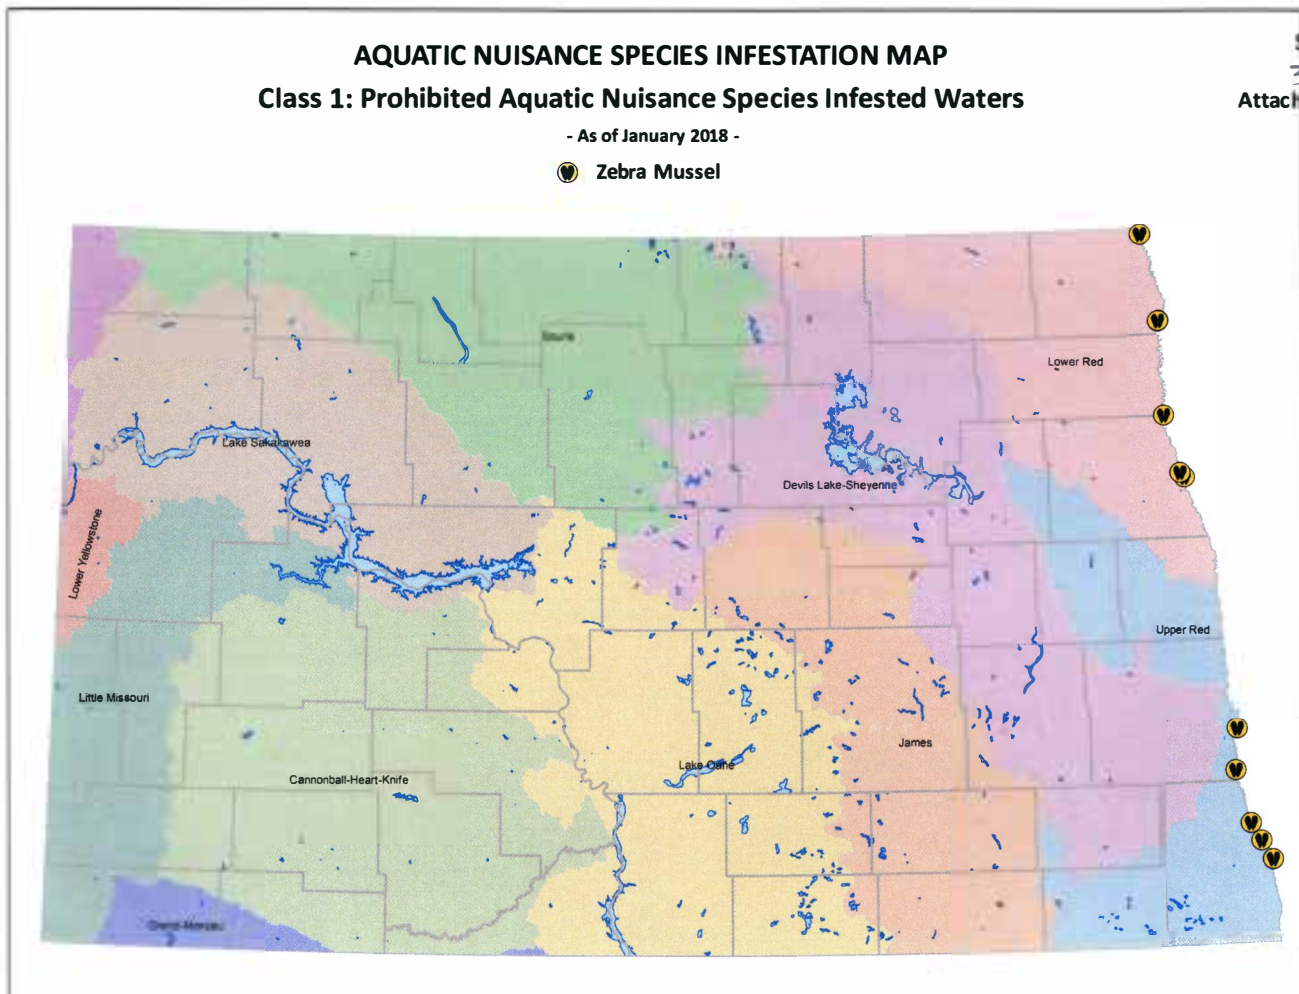 AQUATIC NUISANCE SPECIES INFESTATION MAP
Class 1: Prohibited Aquatic Nuisance Species Infested Waters
- As of January 2018 -
Zebra Mussel
Souris
Lower Red
Lake Sakakawea
Devils Lake-Sheyenne
Lower Yellowstone
Upper Red
Little Missouri
James
Lake Oahe
Cannonball-Heart-Knife
Grand-Moreau